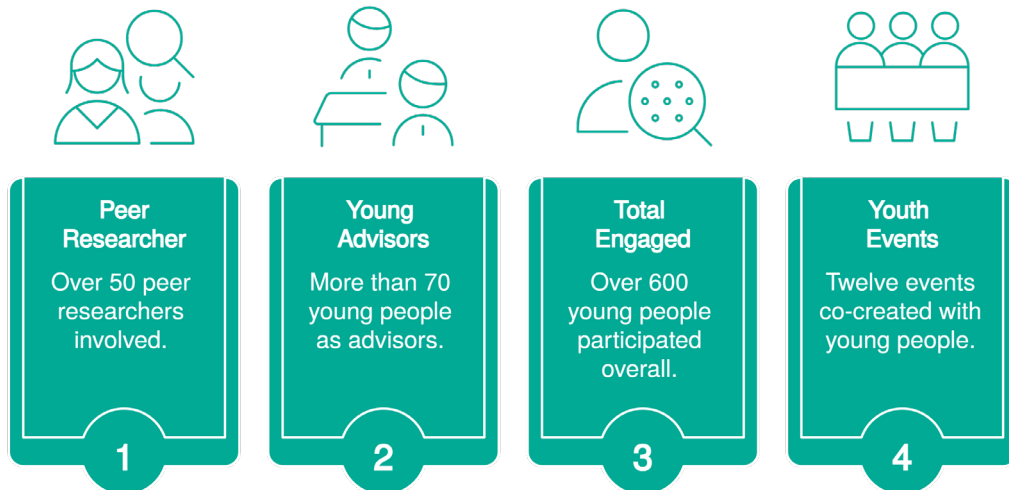 Peer
Researcher
Over 50 peer
researchers
involved.
1
Young
Advisors
More than 70
young people
as advisors.
2
Total
Engaged
Over 600
young people
participated
overall.
3
Youth
Events
Twelve events
co-created with
young people.
4